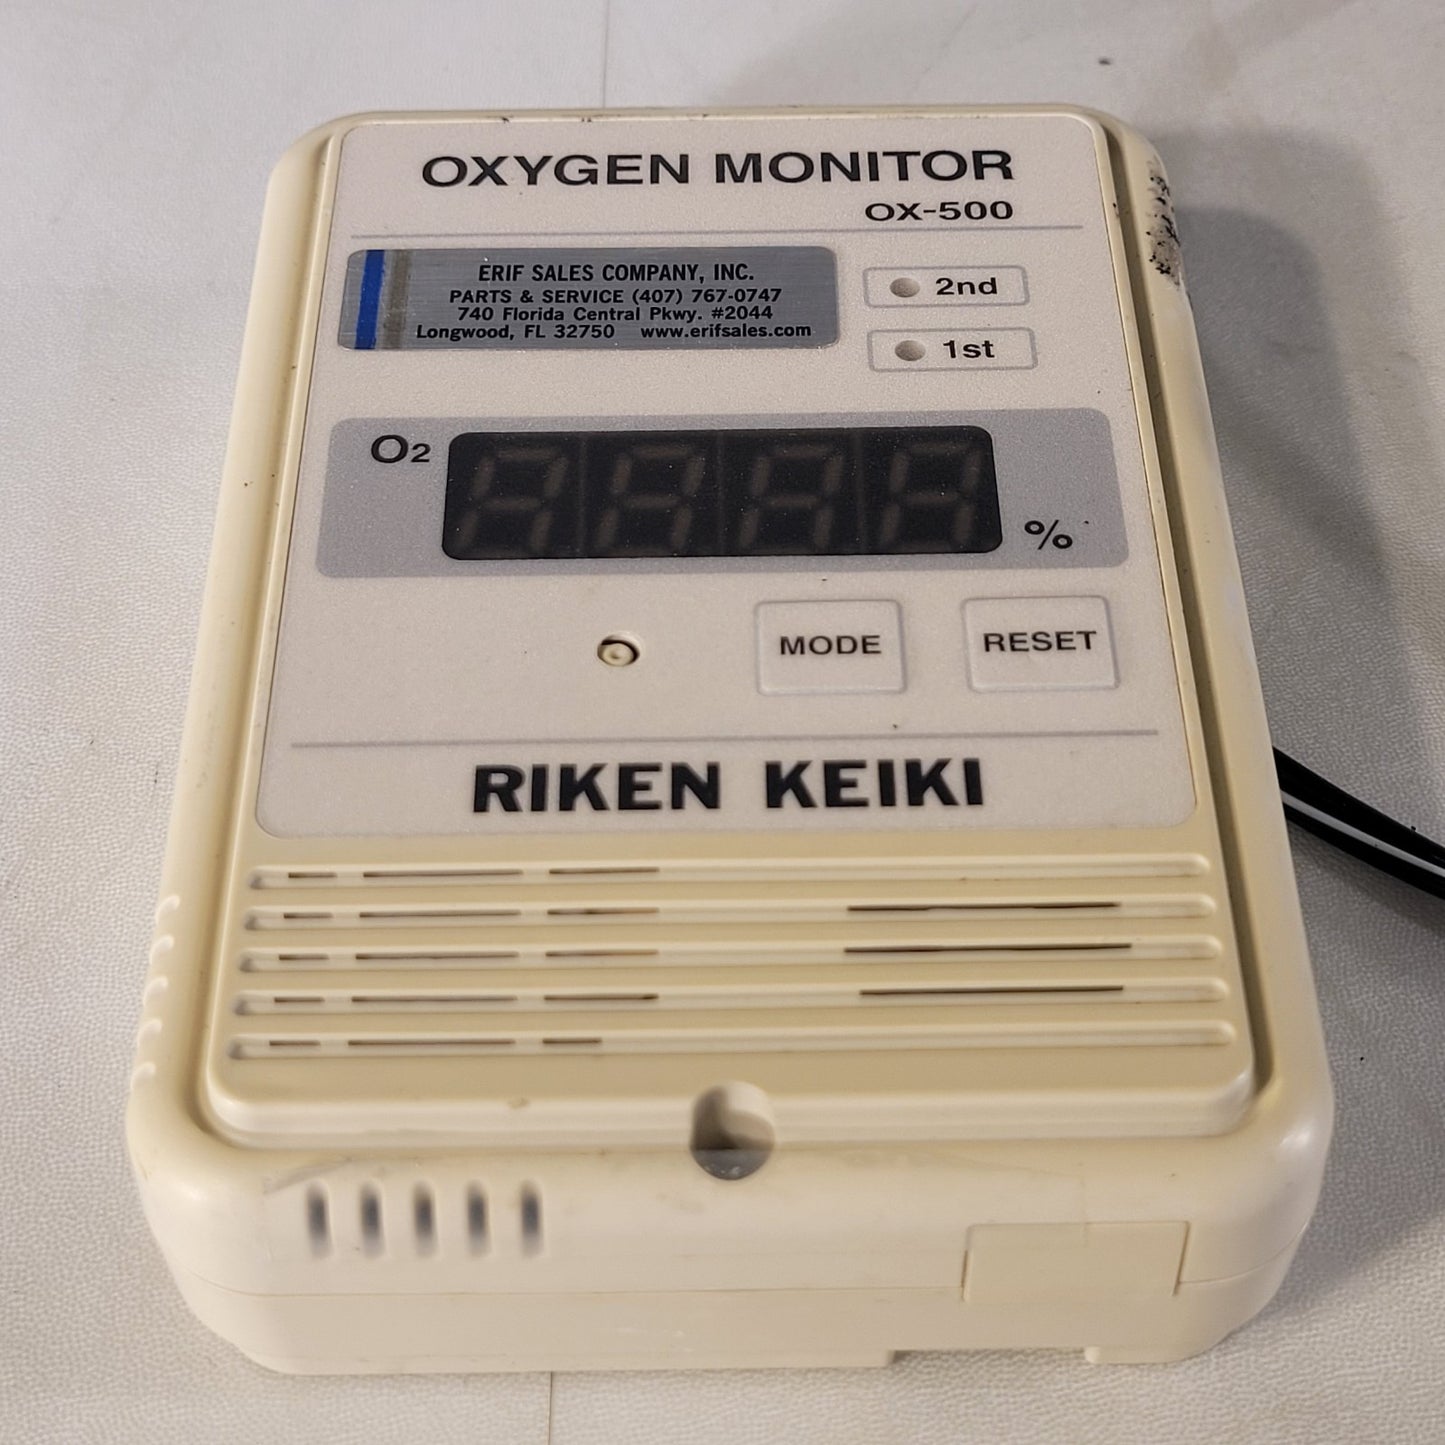 OXYGEN MONITOR
OX-500
ERIF SALES COMPANY, INC.
PARTS & SERVICE (407) 767-0747
740 Florida Central Pkwy. #2044
Longwood, FL 32750 www.erifsales.com
2nd
1st
O2
%
MODE
RESET
RIKEN KEIKI